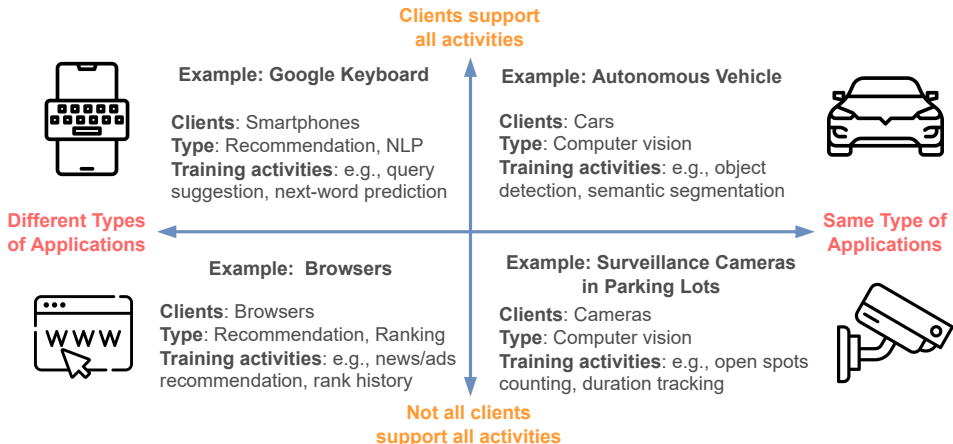 Clients support
all activities
Example: Google Keyboard
Clients: Smartphones
Type: Recommendation, NLP
Training activities: e.g., query
suggestion, next-word prediction
Example: Autonomous Vehicle
Clients: Cars
Type: Computer vision
Training activities: e.g., object
detection, semantic segmentation
Different Types
of Applications
Same Type of
Applications
Example:  Browsers
Clients: Browsers
Type: Recommendation, Ranking
Training activities: e.g., news/ads
recommendation, rank history
WWW
Example: Surveillance Cameras
in Parking Lots
Clients: Cameras
Type: Computer vision
Training activities: e.g., open spots
counting, duration tracking
Not all clients
support all activities